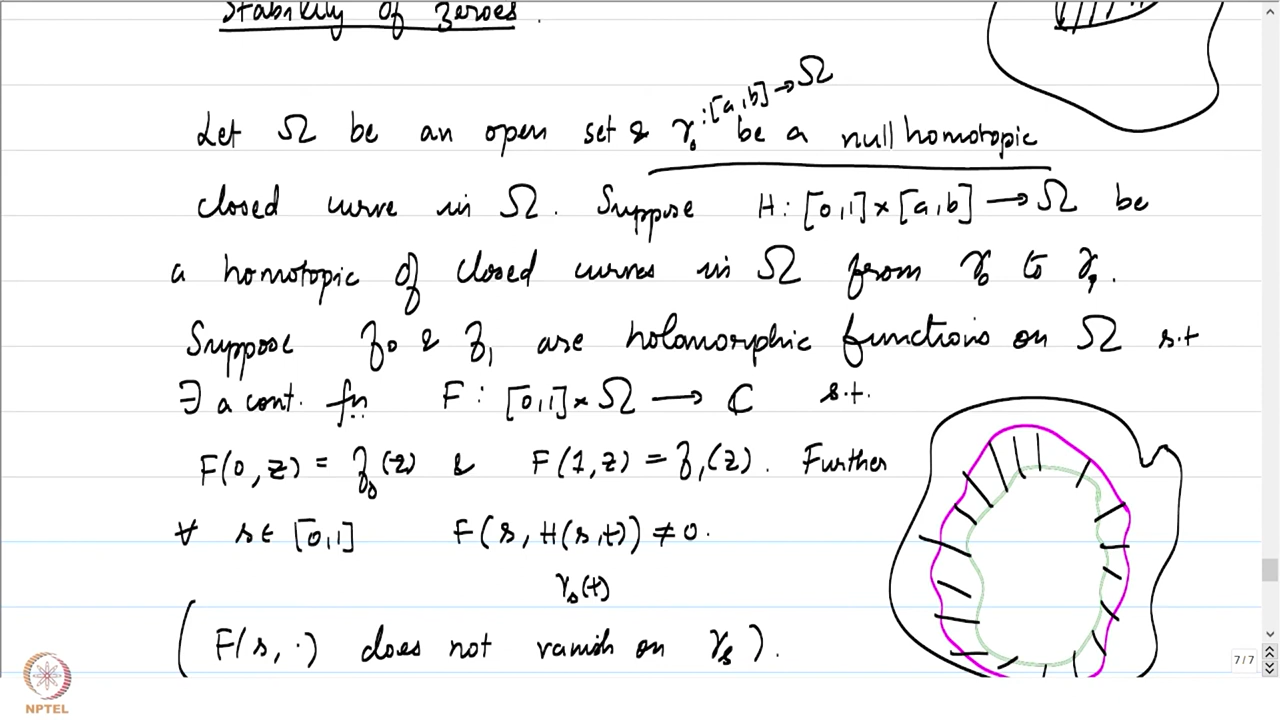 Stability of Zeroes.
Let Ω be an open set & γ₀ : [a,b] → Ω be a null homotopic
closed curve in Ω. Suppose H : [0,1] × [a,b] → Ω be
a homotopic of closed curves in Ω from γ₀ to γ₁.
Suppose f₀ & f₁ are holomorphic functions on Ω s.t
∃ a cont. fn F : [0,1] × Ω → ℂ s.t.
F(0,z) = f₀(z) & F(1,z) = f₁(z). Further
∀ s ∈ [0,1] F(s, H(s,t)) ≠ 0.
γₛ(t)
( F(s, ·) does not vanish on γₛ ).
7/7
NPTEL